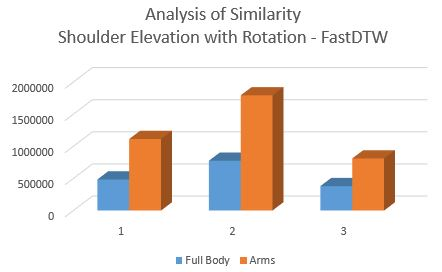 Analysis of Similarity
Shoulder Elevation with Rotation - FastDTW
2000000
1500000
1000000
500000
0
1 2 3
Full Body Arms